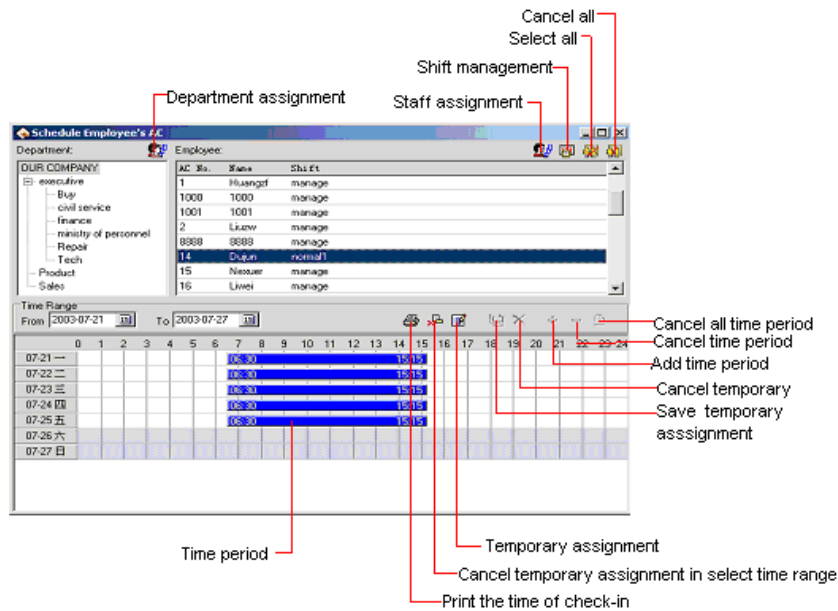 Cancel all
Select all
Shift management
Department assignment
Staff assignment
Schedule Employee's AC
Department:
Employee:
OUR COMPANY
executive
Buy
civil service
finance
ministy of personnel
Repair
Tech
Product
Sales
AC No. Name Shift
1 Huangzf manage
1000 1000 manage
1001 1001 manage
2 Liuzw manage
8888 8888 manage
14 Dujun normal1
15 manage
16 Liwei manage
Time Range
From 2003-07-21 To 2003-07-27
Cancel all time period
Cancel time period
Add time period
Cancel temporary
Save temporary
asssignment
0 1 2 3 4 5 6 7 8 9 10 11 12 13 14 15 16 17 18 19 20 21 22 23 24
07-21 一 06:30 15:15
07-22 二 06:30 15:15
07-23 三 06:30 15:15
07-24 四 06:30 15:15
07-25 五 06:30 15:15
07-26 六
07-27 日
Time period
Temporary assignment
Cancel temporary assignment in select time range
Print the time of check-in